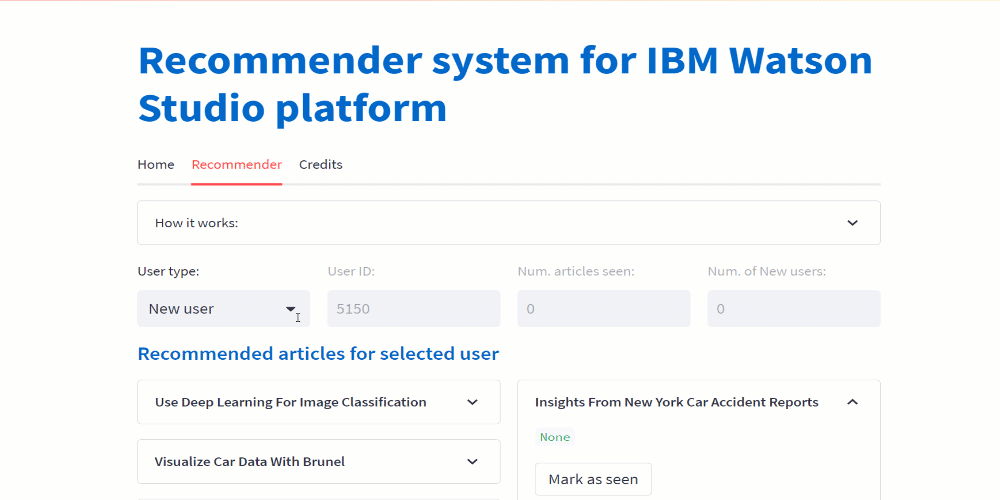 Recommender system for IBM Watson
Studio platform
Home Recommender Credits
How it works:
User type: User ID: Num. articles seen: Num. of New users:
New user 5150 0 0
Recommended articles for selected user
Use Deep Learning For Image Classification
Insights From New York Car Accident Reports
None
Visualize Car Data With Brunel
Mark as seen